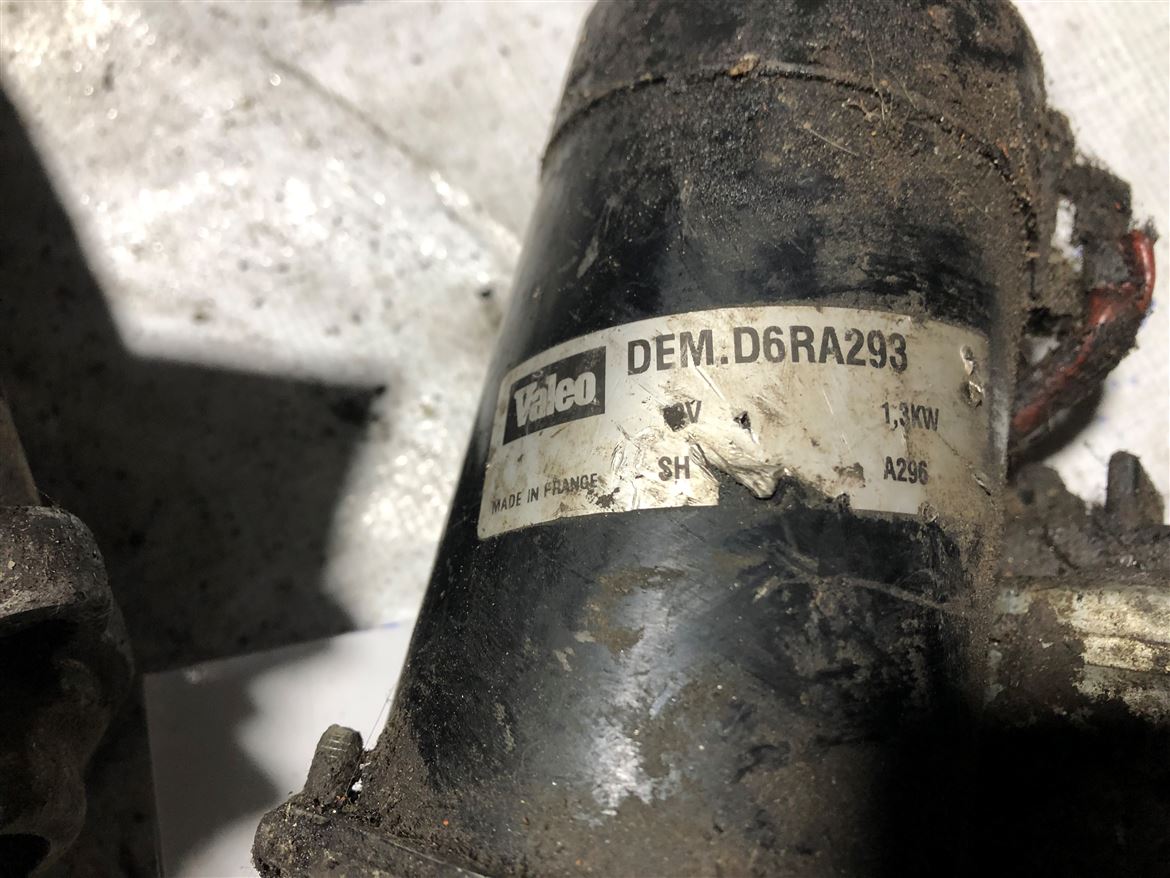 Valeo DEM.D6RA293
V 1,3KW
MADE IN FRANCE SH A296